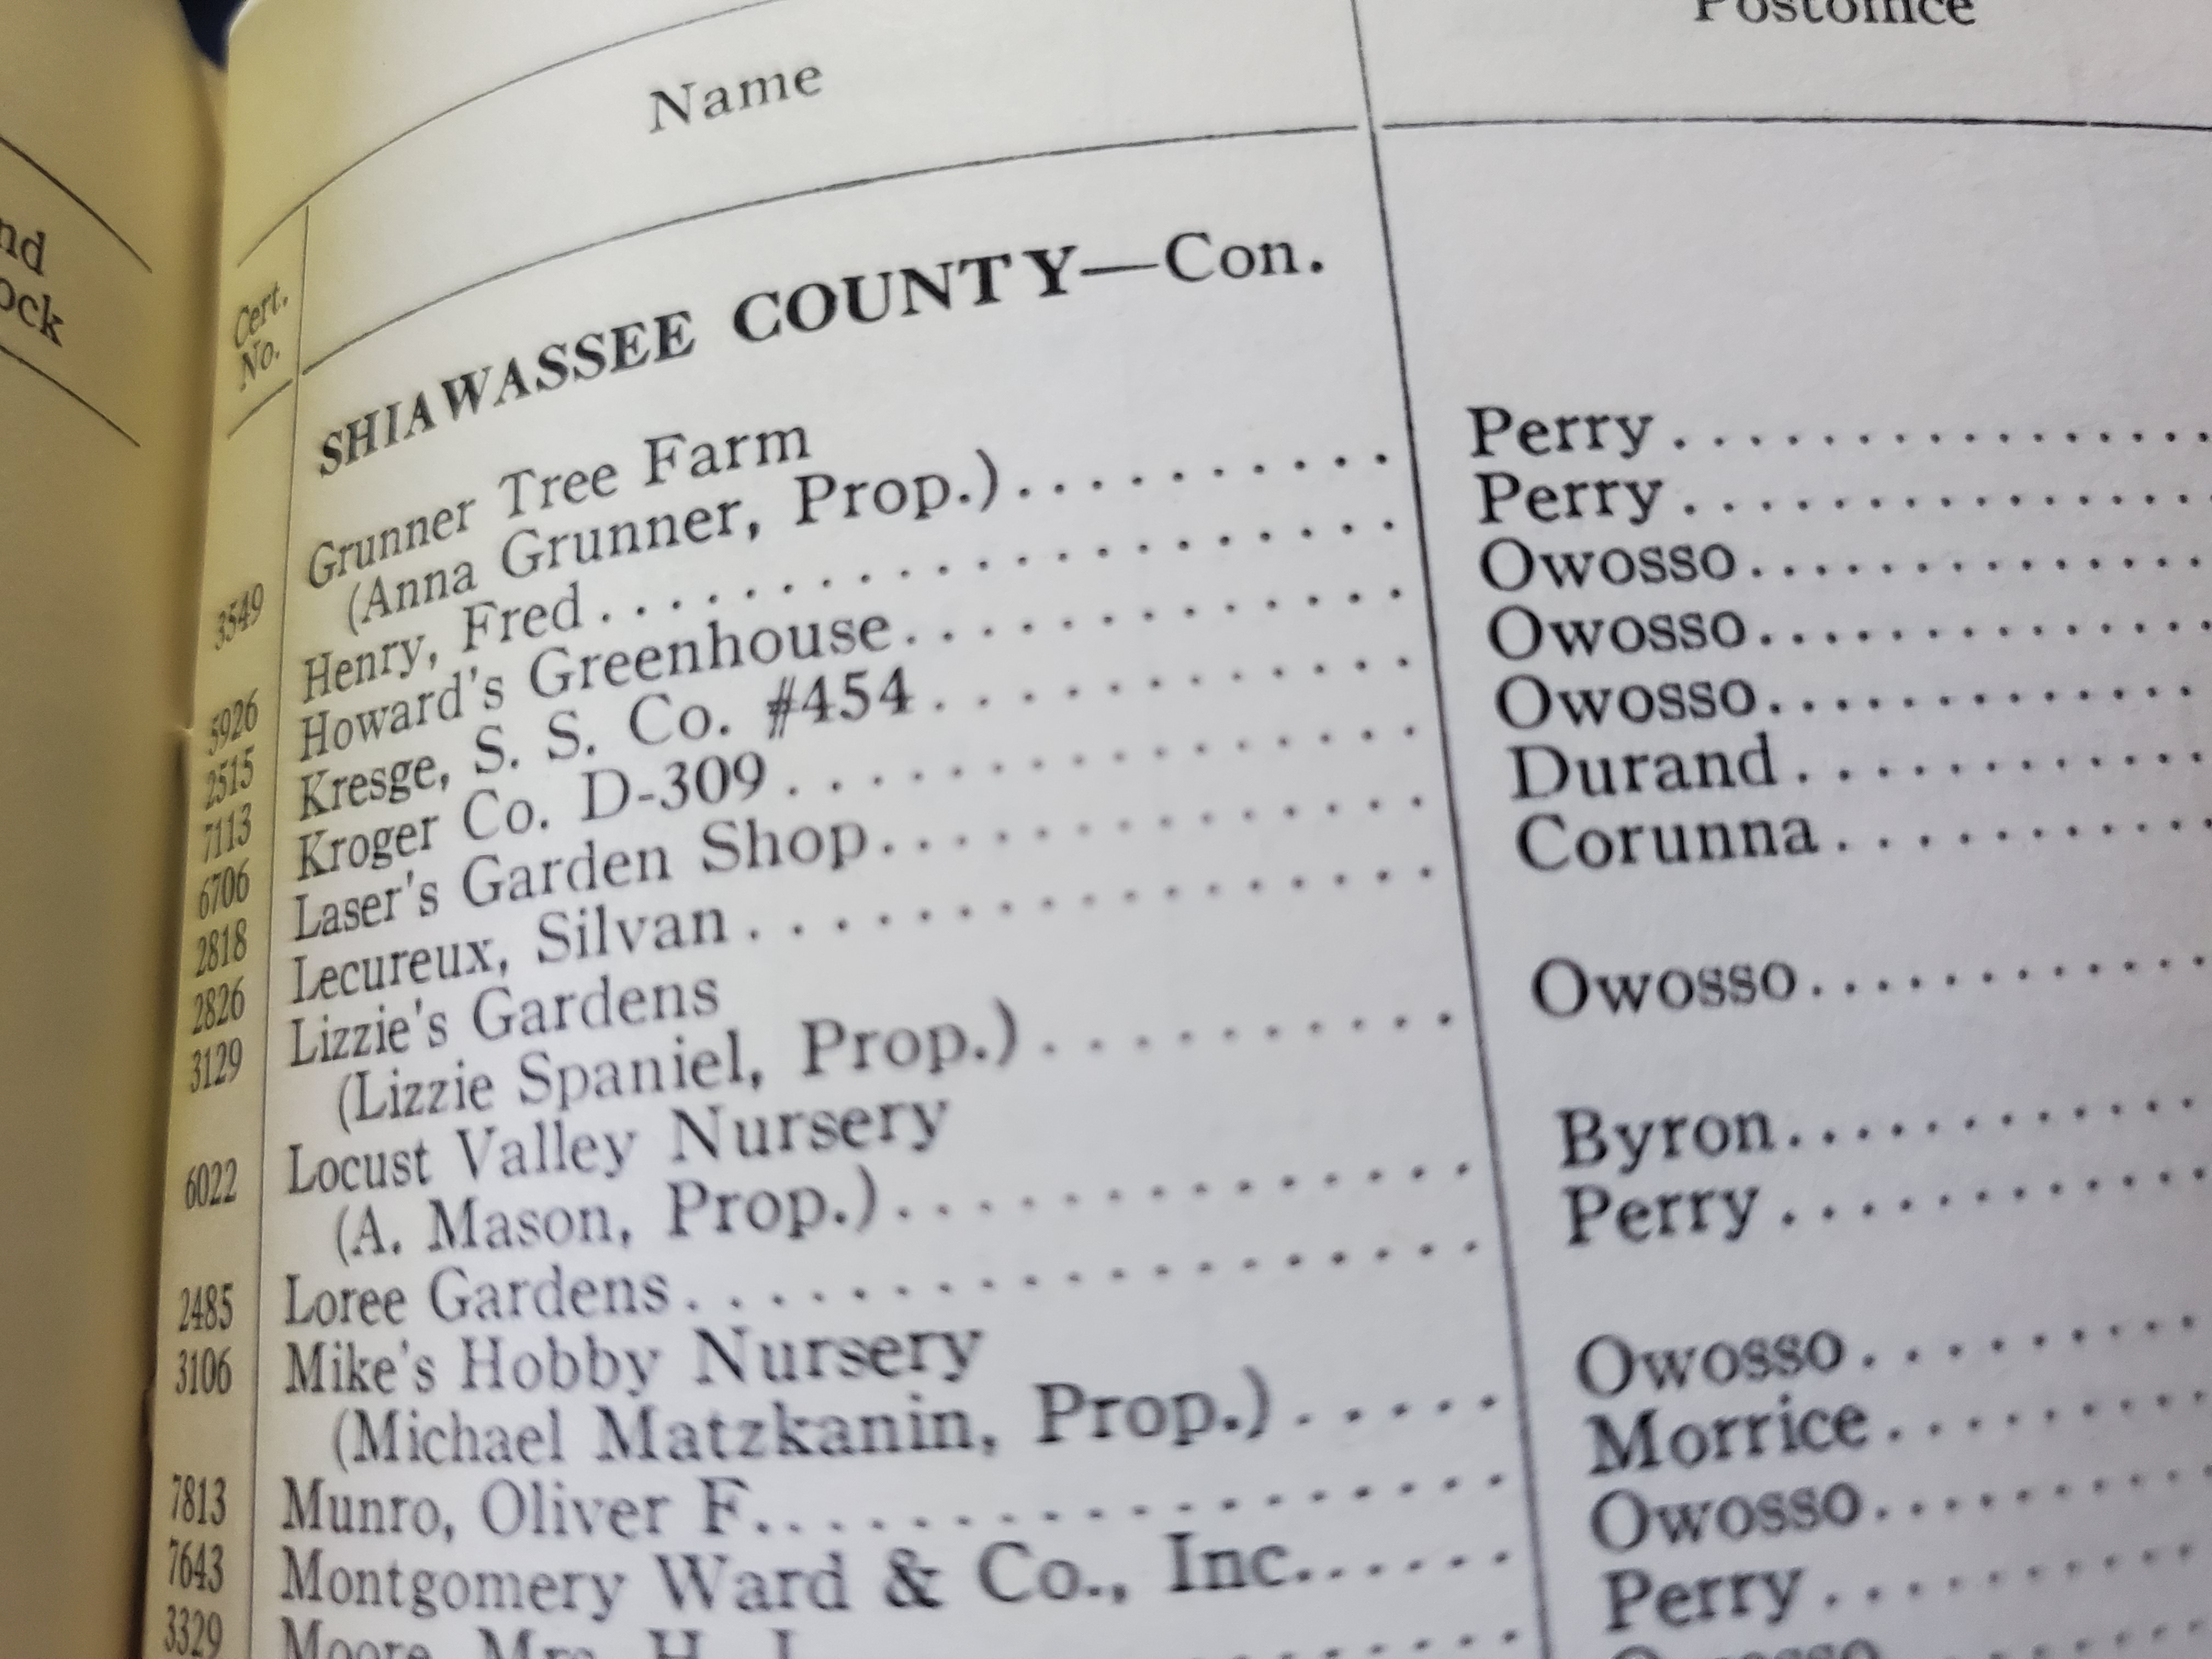 nd
ock
Cert. No.
Name
Postoffice
SHIAWASSEE COUNTY—Con.
3549 Grunner Tree Farm
(Anna Grunner, Prop.) Perry
5926 Henry, Fred Perry
2515 Howard's Greenhouse Owosso
7113 Kresge, S. S. Co. #454 Owosso
6706 Kroger Co. D-309 Owosso
2818 Laser's Garden Shop Durand
2826 Lecureux, Silvan Corunna
3129 Lizzie's Gardens
(Lizzie Spaniel, Prop.) Owosso
6022 Locust Valley Nursery
(A. Mason, Prop.) Byron
2485 Loree Gardens Perry
3106 Mike's Hobby Nursery
(Michael Matzkanin, Prop.) Owosso
7813 Munro, Oliver F. Morrice
7643 Montgomery Ward & Co., Inc. Owosso
3329 Moore, Mrs. H. Perry
Owosso